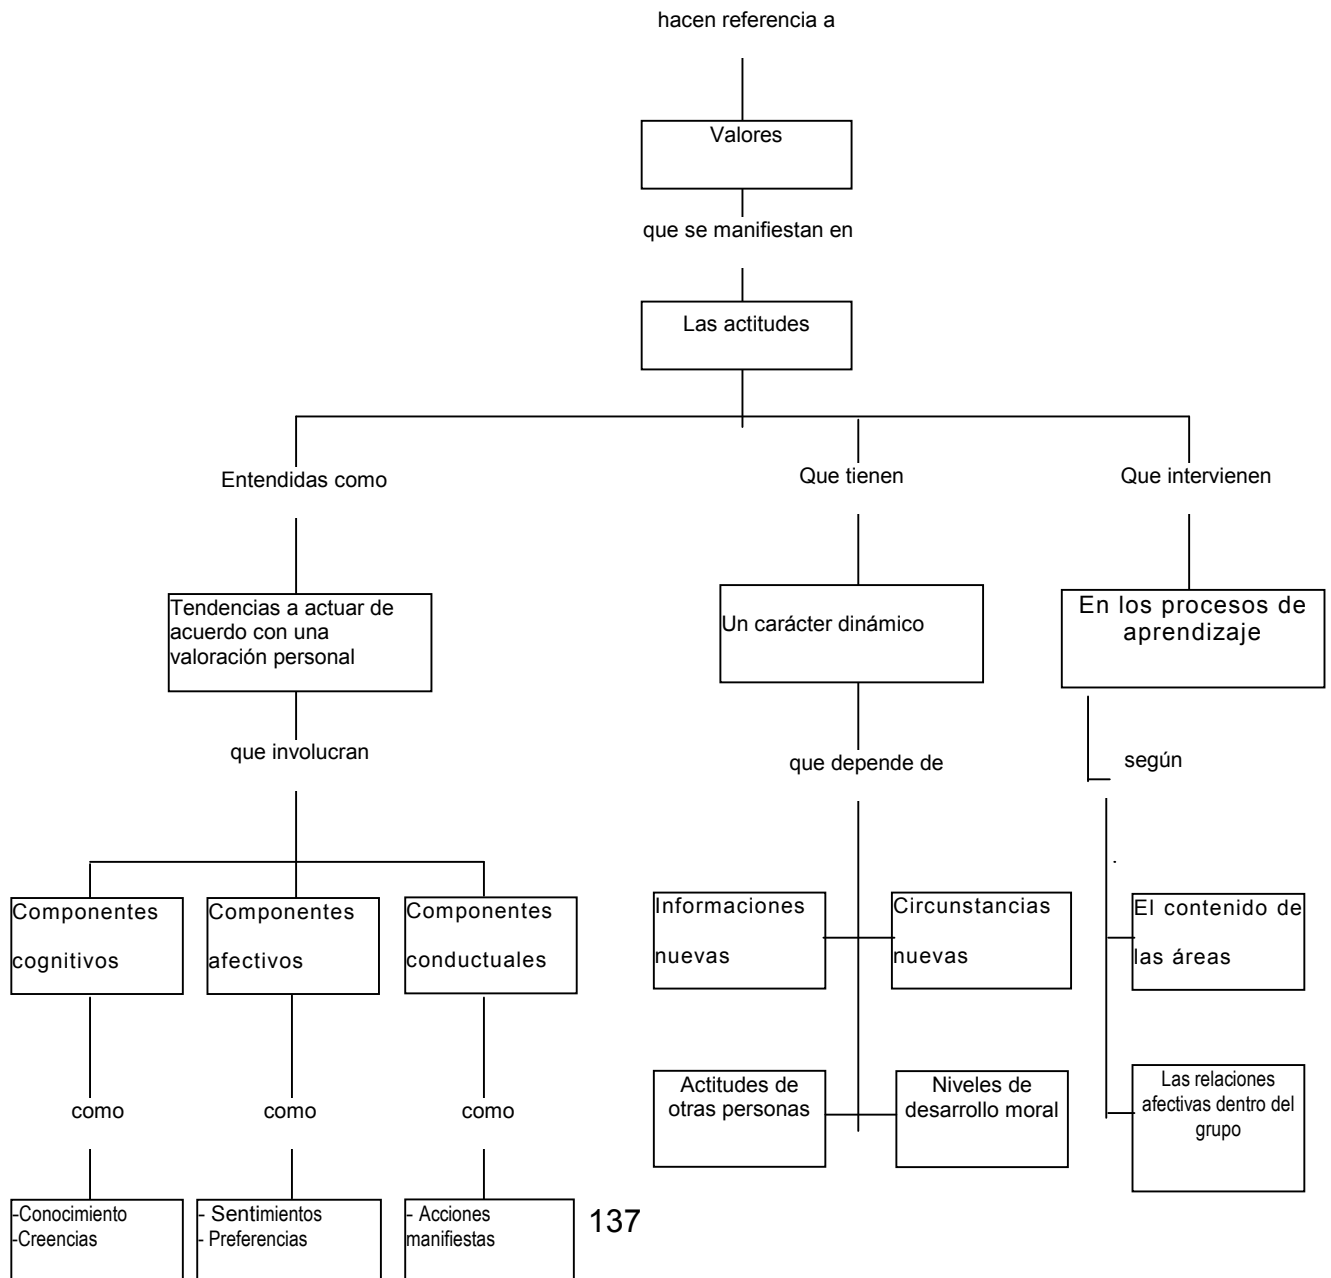 hacen referencia a
Valores
que se manifiestan en
Las actitudes
Entendidas como
Que tienen
Que intervienen
Tendencias a actuar de
acuerdo con una
valoración personal
Un carácter dinámico
En los procesos de
aprendizaje
que involucran
que depende de
según
Componentes
cognitivos
Componentes
afectivos
Componentes
conductuales
Informaciones
nuevas
Circunstancias
nuevas
El contenido de
las áreas
Actitudes de
otras personas
Niveles de
desarrollo moral
Las relaciones
afectivas dentro del
grupo
como
como
como
-Conocimiento
-Creencias
- Sentimientos
- Preferencias
- Acciones
manifiestas
137